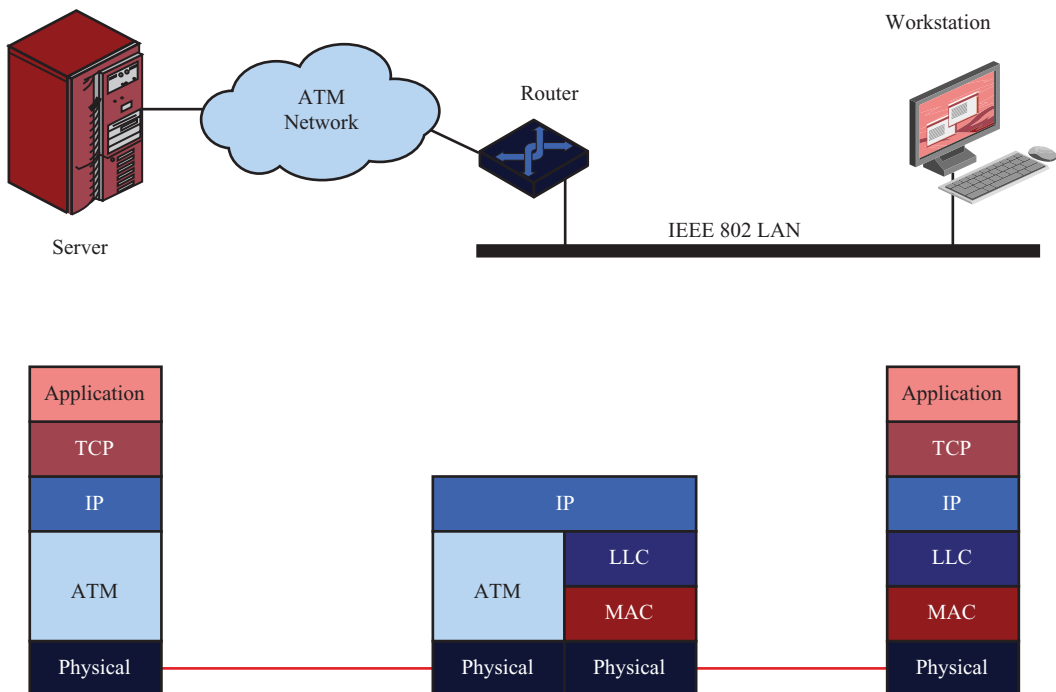 Workstation
Router
ATM
Network
IEEE 802 LAN
Server
Application
TCP
IP
ATM
Physical
IP
ATM
LLC
MAC
Physical
Physical
Application
TCP
IP
LLC
MAC
Physical